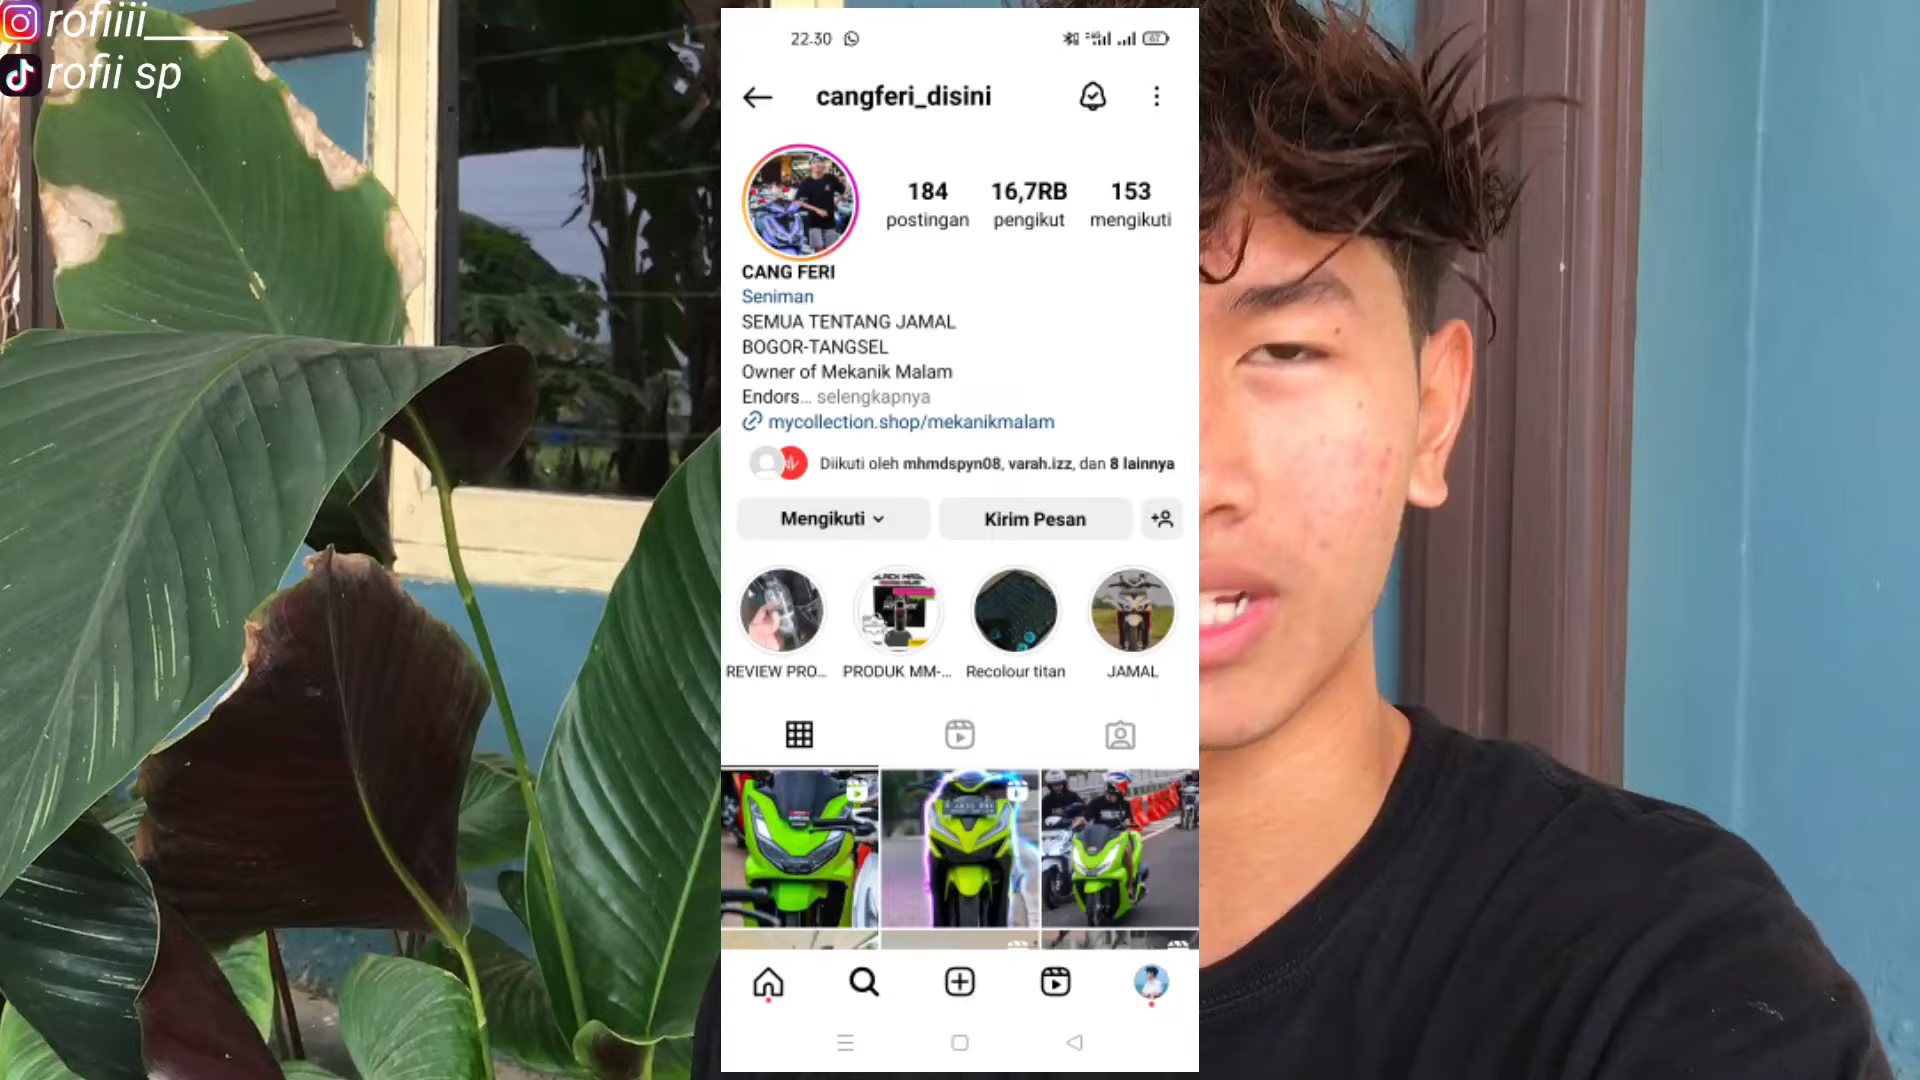 rofiiii____
rofii sp
22.30
67
cangferi_disini
184 16,7RB 153
postingan pengikut mengikuti
CANG FERI
Seniman
SEMUA TENTANG JAMAL
BOGOR-TANGSEL
Owner of Mekanik Malam
Endors... selengkapnya
mycollection.shop/mekanikmalam
Diikuti oleh mhmdspyn08, varah.izz, dan 8 lainnya
Mengikuti Kirim Pesan
REVIEW PRO... PRODUK MM-... Recolour titan JAMAL